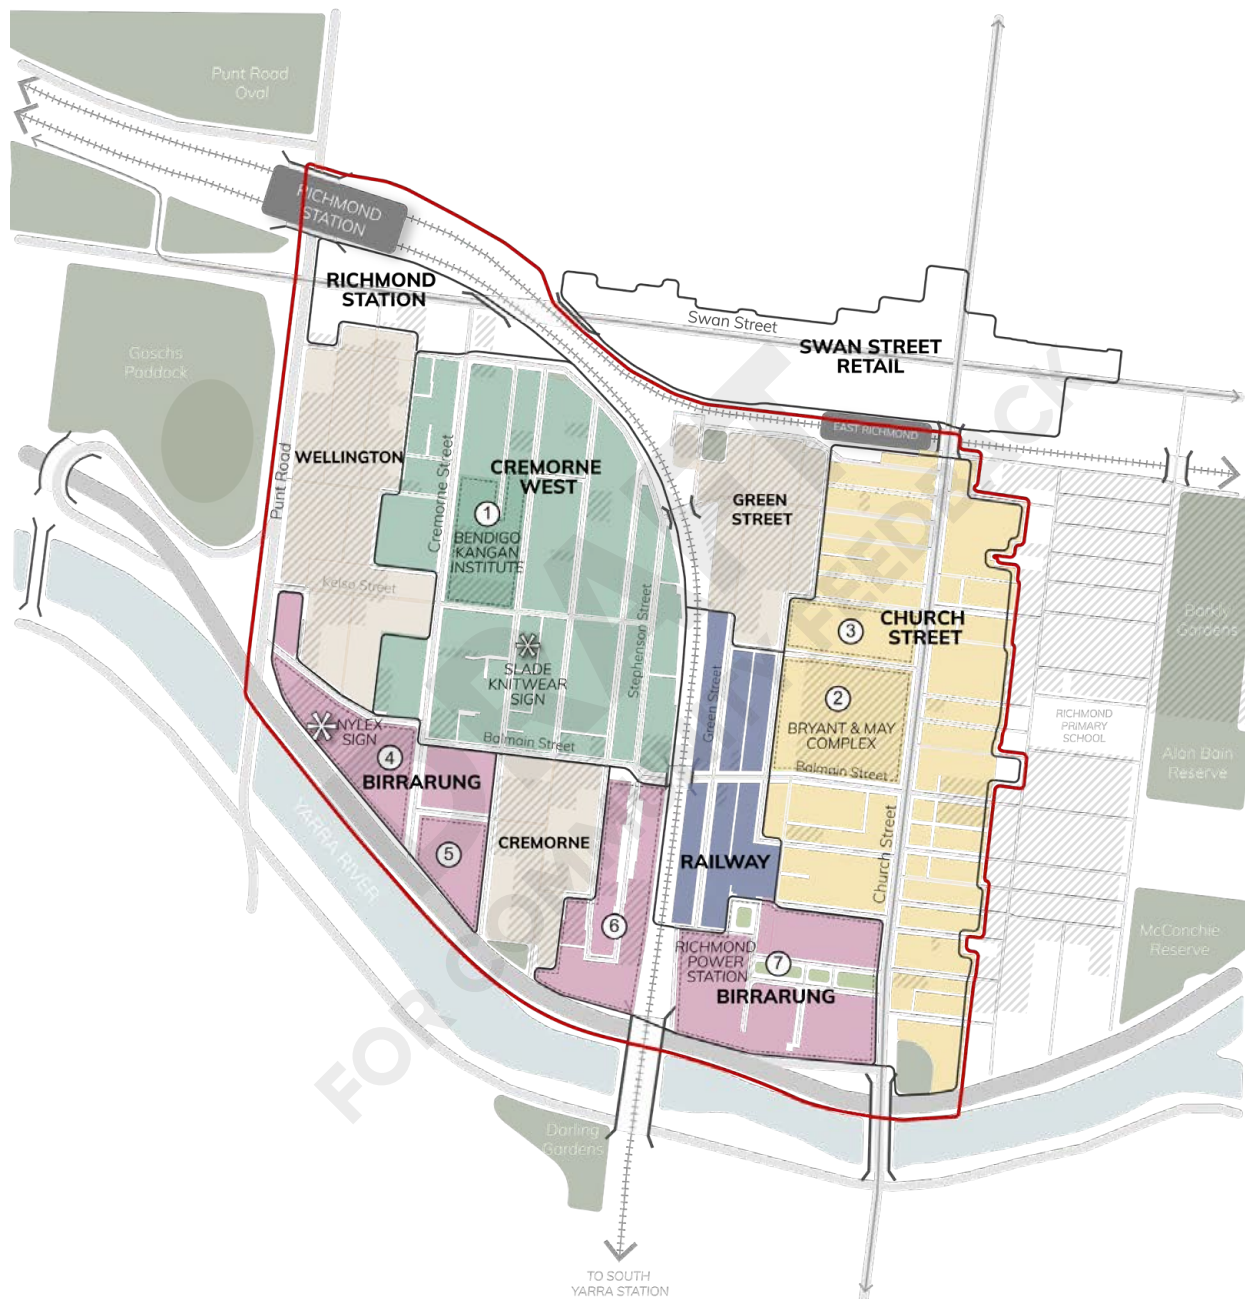 Punt Road
Oval
RICHMOND
STATION
RICHMOND
STATION
Swan Street
SWAN STREET
RETAIL
Goschs
Paddock
EAST RICHMOND
WELLINGTON
Punt Road
Cremorne Street
CREMORNE
WEST
1
BENDIGO
KANGAN
INSTITUTE
GREEN
STREET
Kelso Street
Stephenson Street
3
CHURCH
STREET
Barkly
Gardens
SLADE
KNITWEAR
SIGN
Green Street
2
BRYANT & MAY
COMPLEX
RICHMOND
PRIMARY
SCHOOL
NYLEX
SIGN
Balmain Street
Balmain Street
4
BIRRARUNG
Alan Bain
Reserve
YARRA RIVER
5
CREMORNE
RAILWAY
Church Street
6
RICHMOND
POWER
STATION
7
BIRRARUNG
McConchie
Reserve
Darling
Gardens
TO SOUTH
YARRA STATION
DRAFT
FOR COMMUNITY FEEDBACK